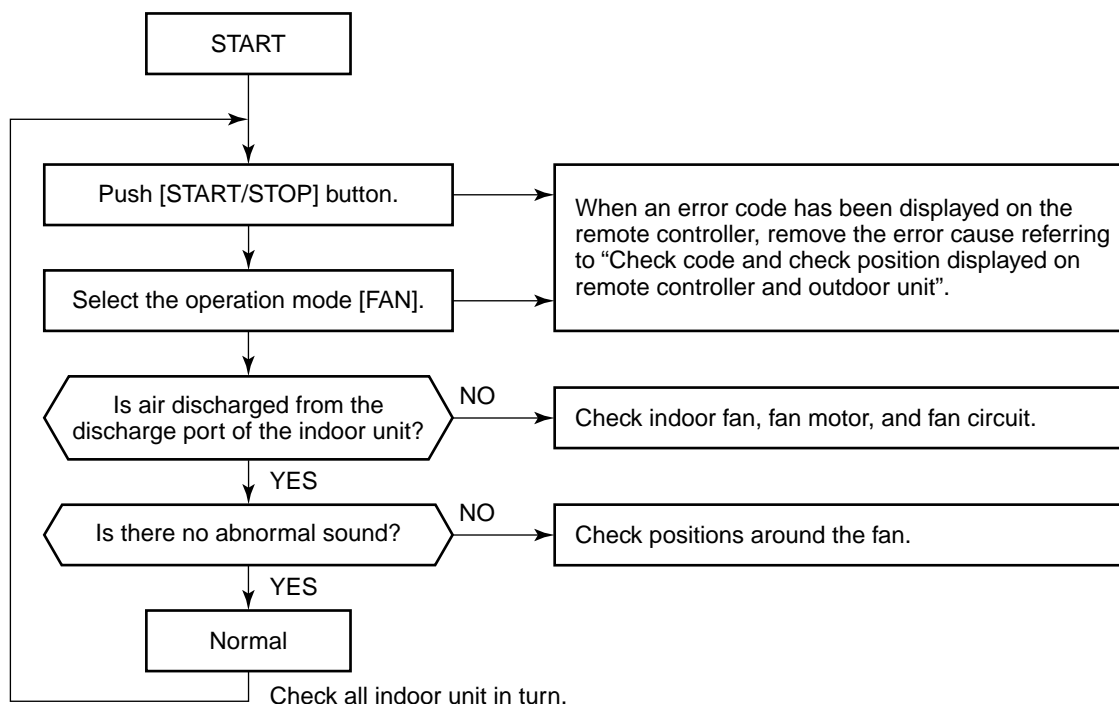 START
Push [START/STOP] button.
When an error code has been displayed on the
remote controller, remove the error cause referring
to “Check code and check position displayed on
remote controller and outdoor unit”.
Select the operation mode [FAN].
Is air discharged from the
discharge port of the indoor unit?
NO
Check indoor fan, fan motor, and fan circuit.
YES
Is there no abnormal sound?
NO
Check positions around the fan.
YES
Normal
Check all indoor unit in turn.